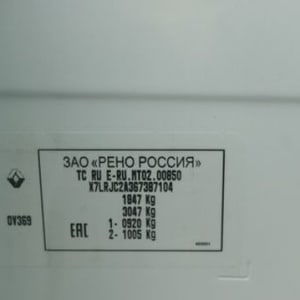 ЗАО «РЕНО РОССИЯ»
TC RU E-RU.MT02.00850
X7LRJC2A367387104
1847 Kg
3047 Kg
0V369
EAC
1- 0920 Kg
2- 1005 Kg